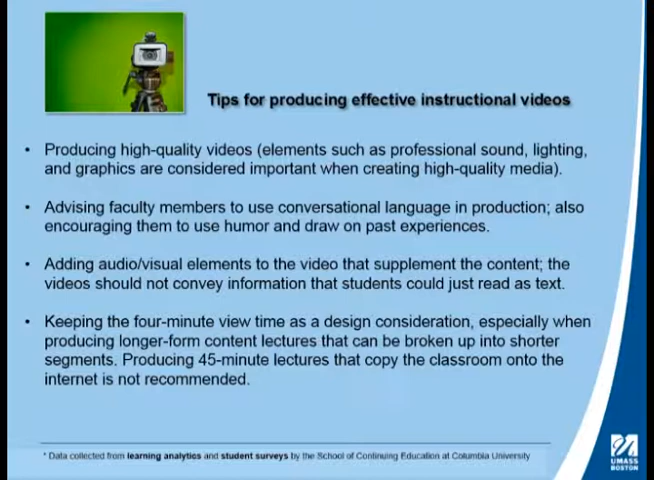 Tips for producing effective instructional videos
• Producing high-quality videos (elements such as professional sound, lighting,
and graphics are considered important when creating high-quality media).
• Advising faculty members to use conversational language in production; also
encouraging them to use humor and draw on past experiences.
• Adding audio/visual elements to the video that supplement the content; the
videos should not convey information that students could just read as text.
• Keeping the four-minute view time as a design consideration, especially when
producing longer-form content lectures that can be broken up into shorter
segments. Producing 45-minute lectures that copy the classroom onto the
internet is not recommended.
* Data collected from learning analytics and student surveys by the School of Continuing Education at Columbia University
UMASS
BOSTON